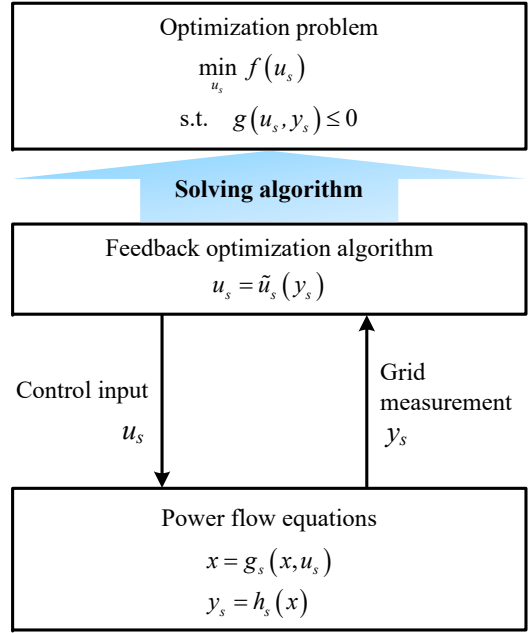 Optimization problem
min f(u_s)
u_s
s.t. g(u_s, y_s) ≤ 0
Solving algorithm
Feedback optimization algorithm
u_s = ũ_s(y_s)
Control input
u_s
Grid
measurement
y_s
Power flow equations
x = g_s(x, u_s)
y_s = h_s(x)